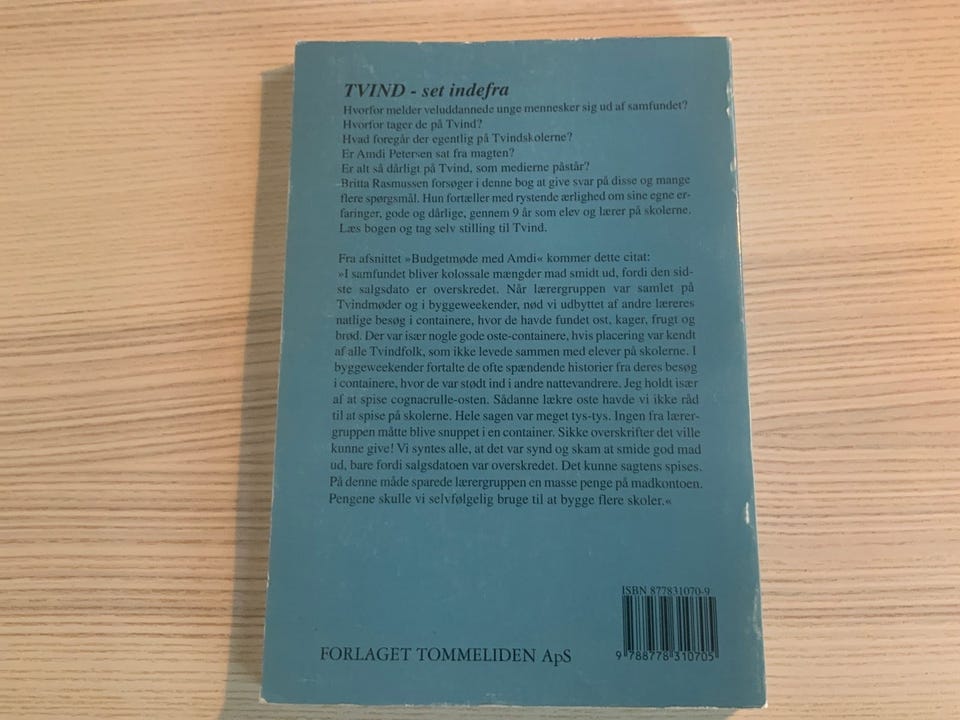 TVIND - set indefra
Hvorfor melder veluddannede unge mennesker sig ud af samfundet?
Hvorfor tager de på Tvind?
Hvad foregår der egentlig på Tvindskolerne?
Er Amdi Petersen sat fra magten?
Er alt så dårligt på Tvind, som medierne påstår?
Britta Rasmussen forsøger i denne bog at give svar på disse og mange
flere spørgsmål. Hun fortæller med rystende ærlighed om sine egne er-
faringer, gode og dårlige, gennem 9 år som elev og lærer på skolerne.
Læs bogen og tag selv stilling til Tvind.
Fra afsnittet »Budgetmøde med Amdi« kommer dette citat:
»I samfundet bliver kolossale mængder mad smidt ud, fordi den sid-
ste salgsdato er overskredet. Når lærergruppen var samlet på
Tvindmøder og i byggeweekender, nød vi udbyttet af andre læreres
natlige besøg i containere, hvor de havde fundet ost, kager, frugt og
brød. Der var især nogle gode oste-containere, hvis placering var kendt
af alle Tvindfolk, som ikke levede sammen med elever på skolerne. I
byggeweekender fortalte de ofte spændende historier fra deres besøg
i containere, hvor de var stødt ind i andre nattevandrere. Jeg holdt især
af at spise cognacrulle-osten. Sådanne lækre oste havde vi ikke råd
til at spise på skolerne. Hele sagen var meget tys-tys. Ingen fra lærer-
gruppen måtte blive snuppet i en container. Sikke overskrifter det ville
kunne give! Vi syntes alle, at det var synd og skam at smide god mad
ud, bare fordi salgsdatoen var overskredet. Det kunne sagtens spises.
På denne måde sparede lærergruppen en masse penge på madkontoen.
Pengene skulle vi selvfølgelig bruge til at bygge flere skoler.«
ISBN 877831070-9
9 788778 310705
FORLAGET TOMMELIDEN ApS